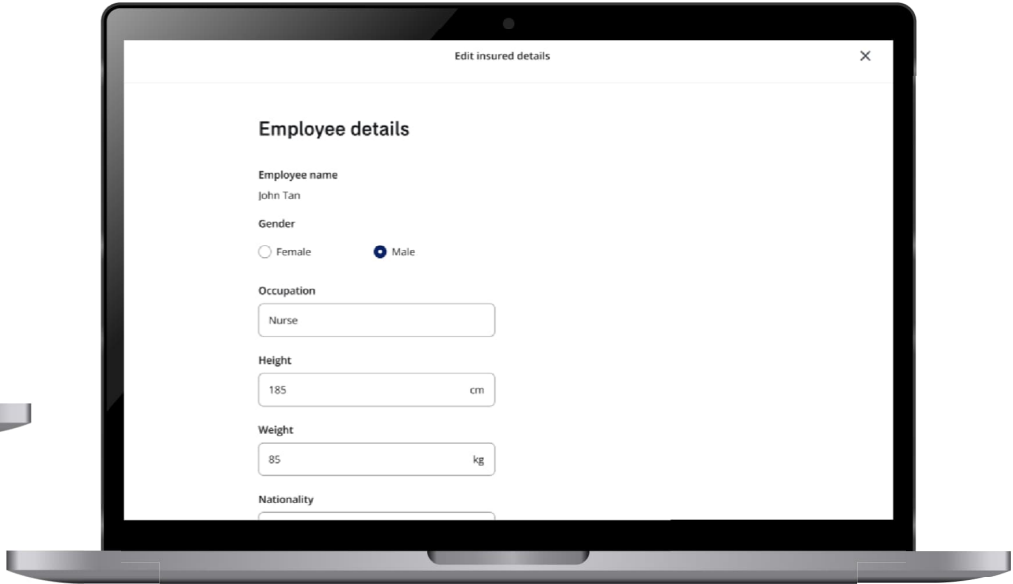 Edit insured details
Employee details
Employee name
John Tan
Gender
Female Male
Occupation
Nurse
Height
185 cm
Weight
85 kg
Nationality